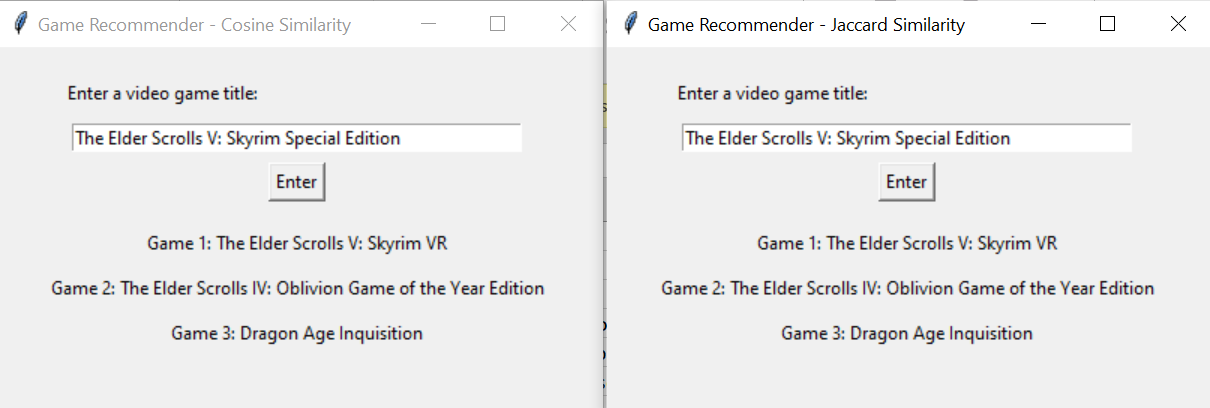 Game Recommender - Cosine Similarity
Enter a video game title:
The Elder Scrolls V: Skyrim Special Edition
Enter
Game 1: The Elder Scrolls V: Skyrim VR
Game 2: The Elder Scrolls IV: Oblivion Game of the Year Edition
Game 3: Dragon Age Inquisition
Game Recommender - Jaccard Similarity
Enter a video game title:
The Elder Scrolls V: Skyrim Special Edition
Enter
Game 1: The Elder Scrolls V: Skyrim VR
Game 2: The Elder Scrolls IV: Oblivion Game of the Year Edition
Game 3: Dragon Age Inquisition